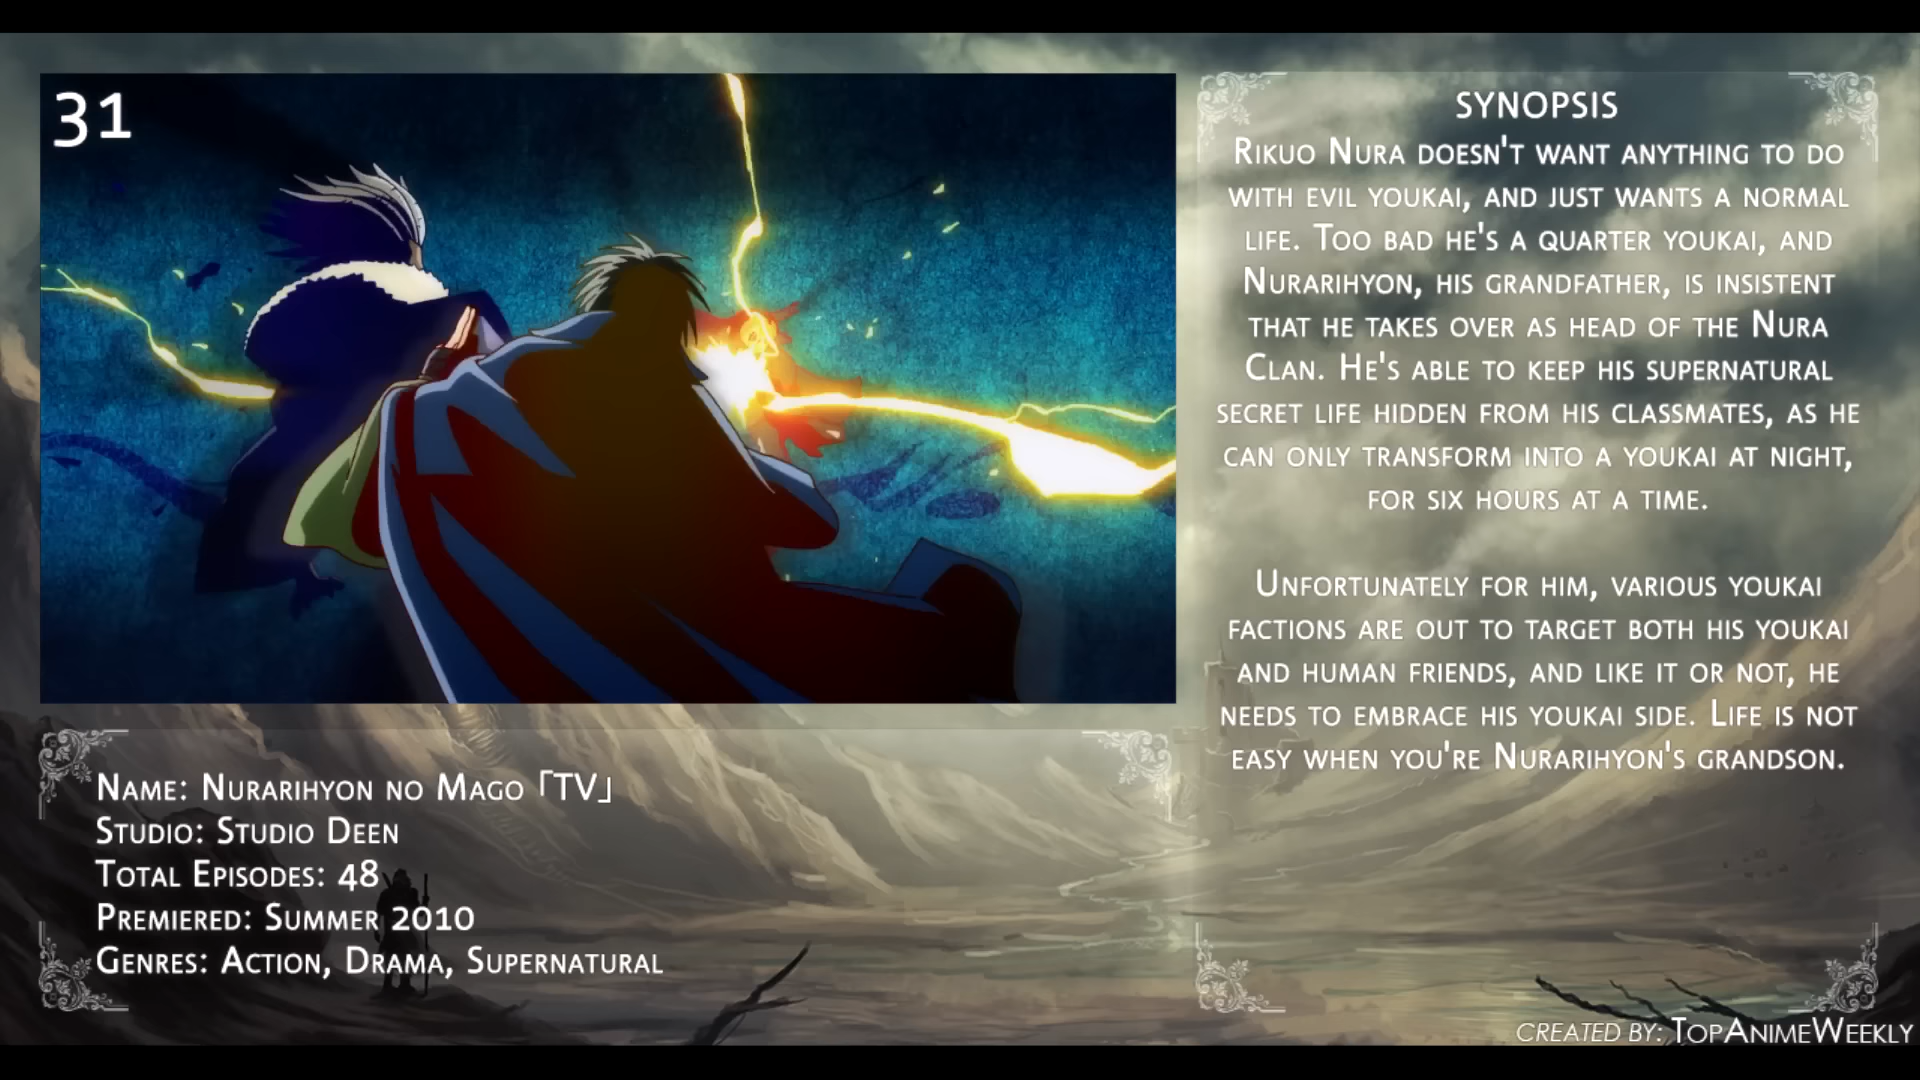 31
SYNOPSIS
RIKUO NURA DOESN'T WANT ANYTHING TO DO
WITH EVIL YOUKAI, AND JUST WANTS A NORMAL
LIFE. TOO BAD HE'S A QUARTER YOUKAI, AND
NURARIHYON, HIS GRANDFATHER, IS INSISTENT
THAT HE TAKES OVER AS HEAD OF THE NURA
CLAN. HE'S ABLE TO KEEP HIS SUPERNATURAL
SECRET LIFE HIDDEN FROM HIS CLASSMATES, AS HE
CAN ONLY TRANSFORM INTO A YOUKAI AT NIGHT,
FOR SIX HOURS AT A TIME.
UNFORTUNATELY FOR HIM, VARIOUS YOUKAI
FACTIONS ARE OUT TO TARGET BOTH HIS YOUKAI
AND HUMAN FRIENDS, AND LIKE IT OR NOT, HE
NEEDS TO EMBRACE HIS YOUKAI SIDE. LIFE IS NOT
EASY WHEN YOU'RE NURARIHYON'S GRANDSON.
NAME: NURARIHYON NO MAGO「TV」
STUDIO: STUDIO DEEN
TOTAL EPISODES: 48
PREMIERED: SUMMER 2010
GENRES: ACTION, DRAMA, SUPERNATURAL
CREATED BY: TOPANIMEWEEKLY